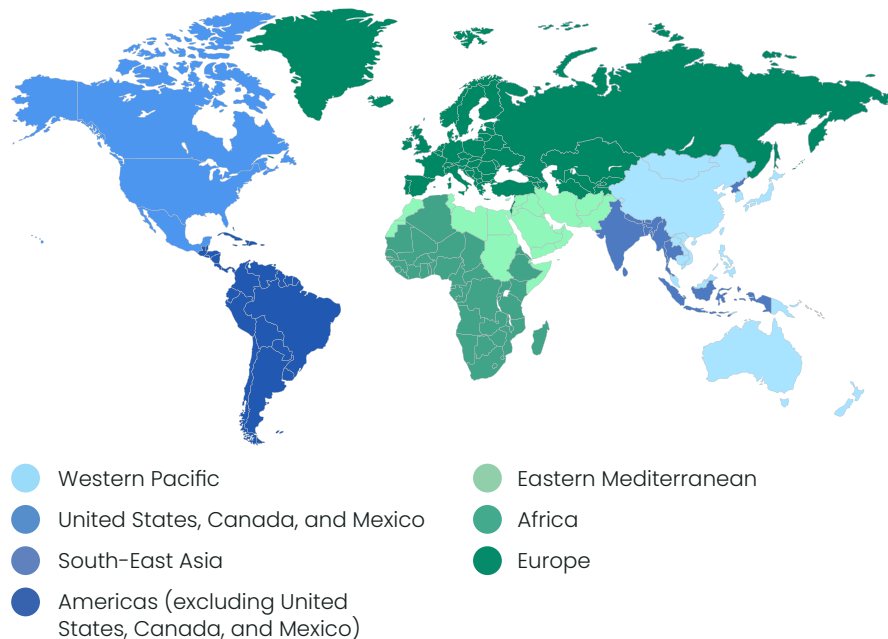 Western Pacific
United States, Canada, and Mexico
South-East Asia
Americas (excluding United
States, Canada, and Mexico)
Eastern Mediterranean
Africa
Europe